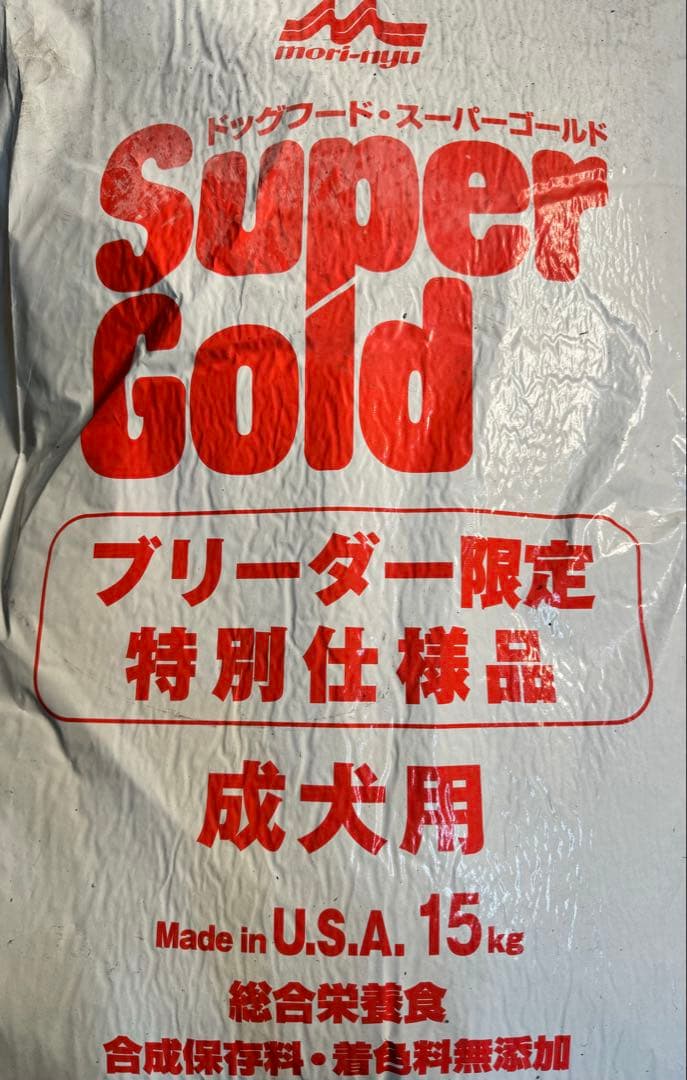 mori-nyu
ドッグフード・スーパーゴールド
Super
Gold
ブリーダー限定
特別仕様品
成犬用
Made in U.S.A. 15kg
総合栄養食
合成保存料・着色料無添加